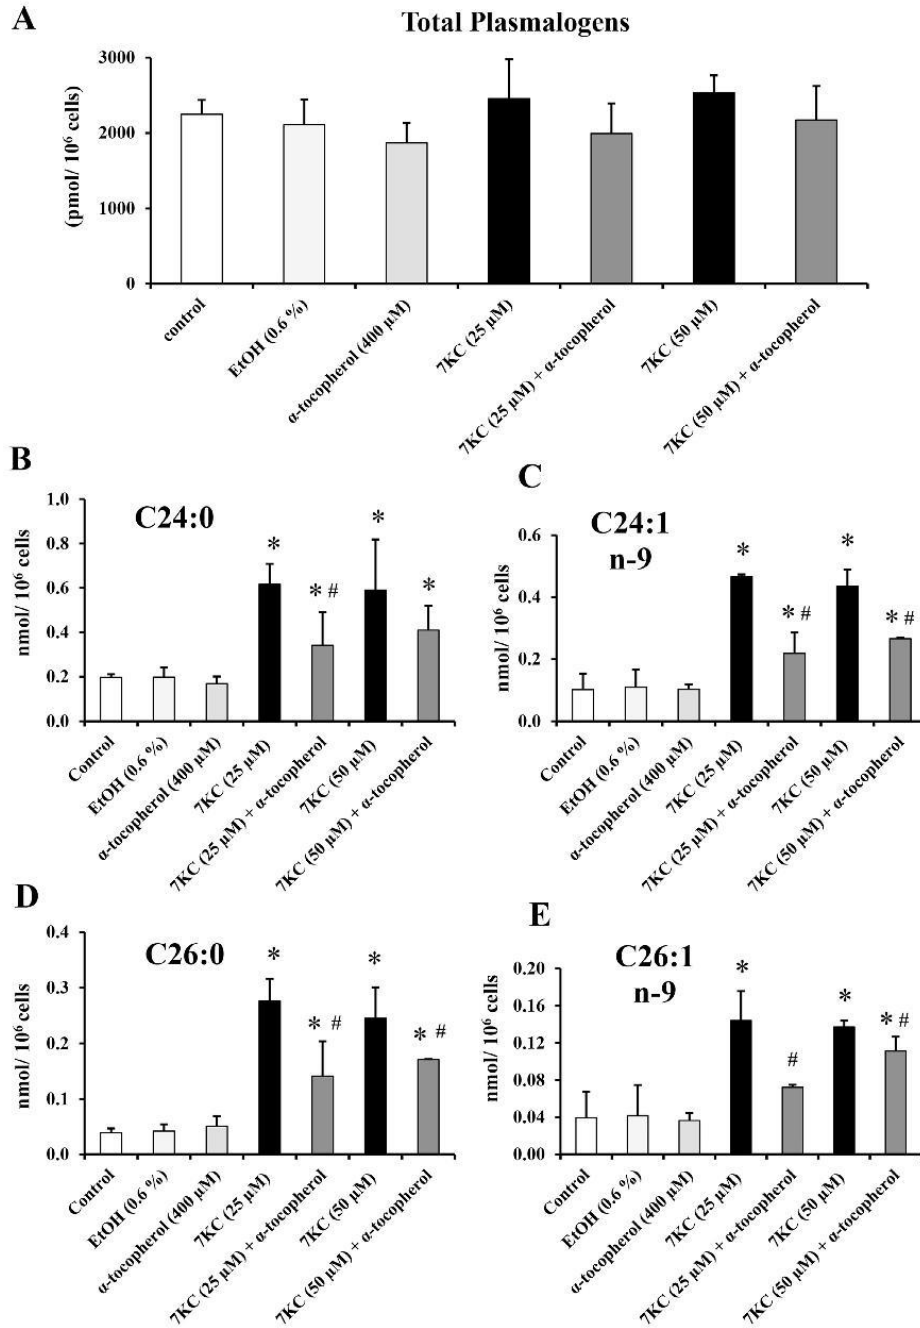 A
Total Plasmalogens
(pmol/ 10⁶ cells)
3000
2000
1000
0
control
EtOH (0.6 %)
α-tocopherol (400 µM)
7KC (25 µM)
7KC (25 µM) + α-tocopherol
7KC (50 µM)
7KC (50 µM) + α-tocopherol
B
C24:0
nmol/ 10⁶ cells
1.0
0.8
0.6
0.4
0.2
0.0
*
* #
*
*
Control
EtOH (0.6 %)
α-tocopherol (400 µM)
7KC (25 µM)
7KC (25 µM) + α-tocopherol
7KC (50 µM)
7KC (50 µM) + α-tocopherol
C
C24:1
n-9
nmol/ 10⁶ cells
0.6
0.4
0.2
0.0
*
* #
*
* #
Control
EtOH (0.6 %)
α-tocopherol (400 µM)
7KC (25 µM)
7KC (25 µM) + α-tocopherol
7KC (50 µM)
7KC (50 µM) + α-tocopherol
D
C26:0
nmol/ 10⁶ cells
0.4
0.3
0.2
0.1
0.0
*
* #
*
* #
Control
EtOH (0.6 %)
α-tocopherol (400 µM)
7KC (25 µM)
7KC (25 µM) + α-tocopherol
7KC (50 µM)
7KC (50 µM) + α-tocopherol
E
C26:1
n-9
nmol/ 10⁶ cells
0.20
0.16
0.12
0.08
0.04
0.00
*
#
*
* #
Control
EtOH (0.6 %)
α-tocopherol (400 µM)
7KC (25 µM)
7KC (25 µM) + α-tocopherol
7KC (50 µM)
7KC (50 µM) + α-tocopherol